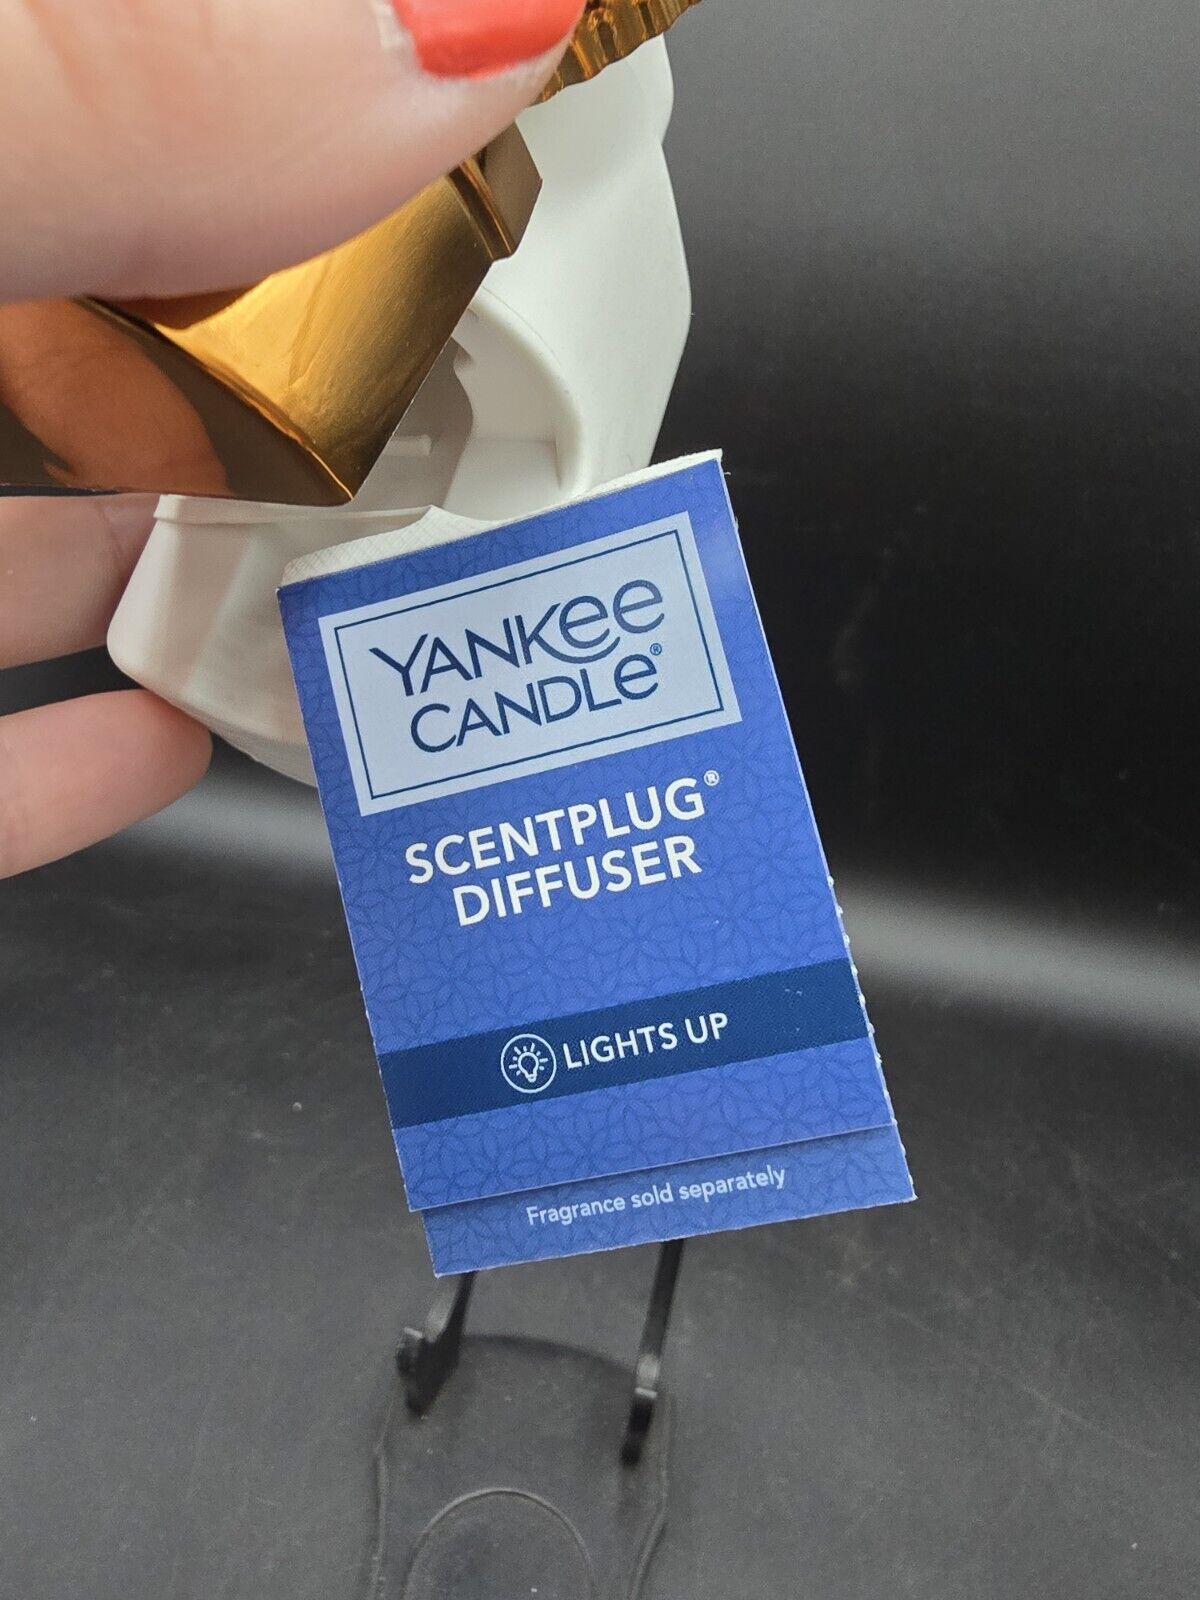 YANKEE
CANDLE®
SCENTPLUG®
DIFFUSER
LIGHTS UP
Fragrance sold separately